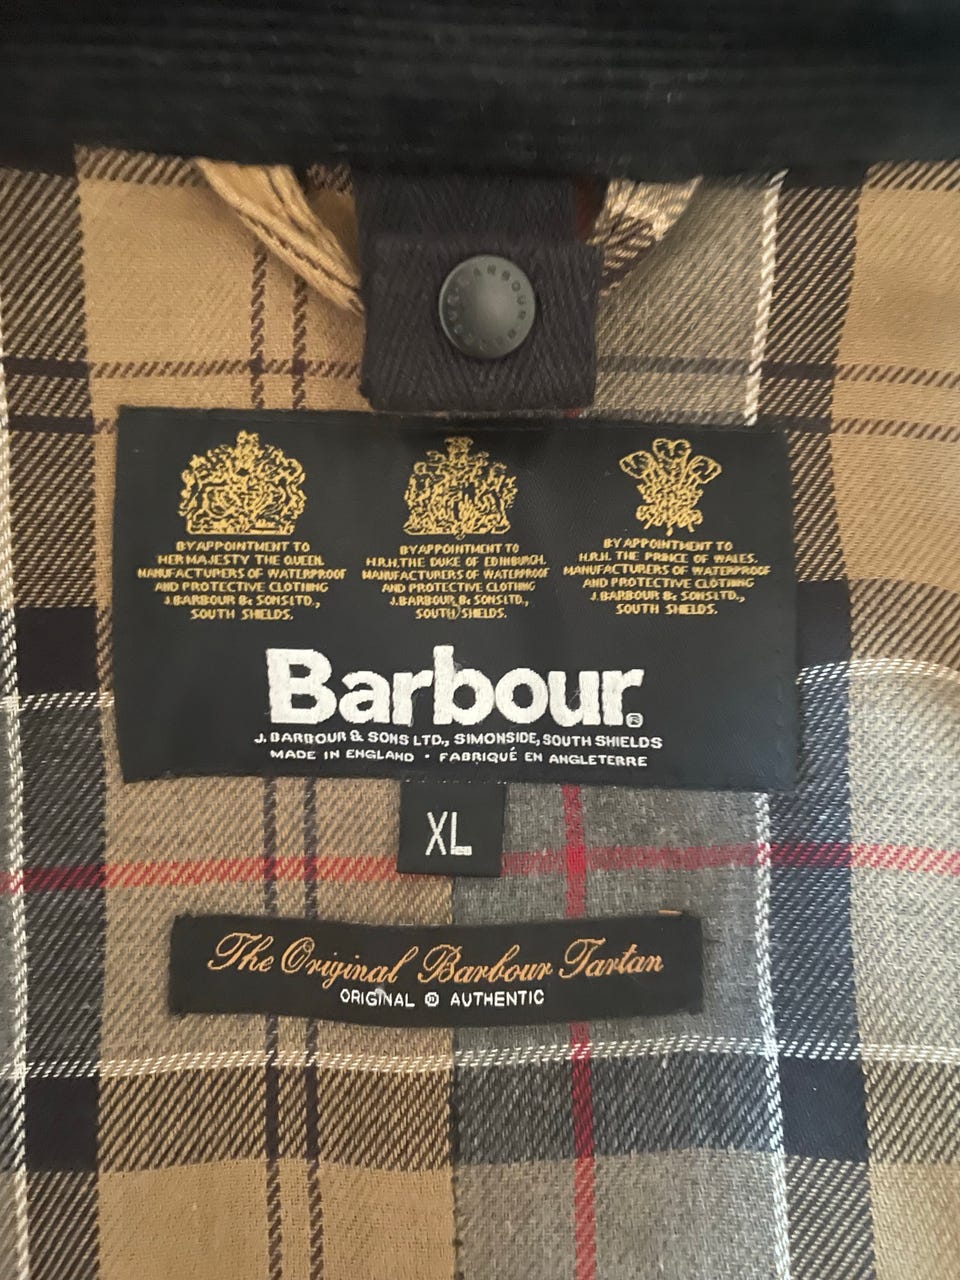 BARBOUR
BY APPOINTMENT TO
HER MAJESTY THE QUEEN.
MANUFACTURERS OF WATERPROOF
AND PROTECTIVE CLOTHING
J.BARBOUR & SONS LTD.,
SOUTH SHIELDS.
BY APPOINTMENT TO
H.R.H. THE DUKE OF EDINBURGH.
MANUFACTURERS OF WATERPROOF
AND PROTECTIVE CLOTHING
J.BARBOUR & SONS LTD.,
SOUTH SHIELDS.
BY APPOINTMENT TO
H.R.H. THE PRINCE OF WALES.
MANUFACTURERS OF WATERPROOF
AND PROTECTIVE CLOTHING
J.BARBOUR & SONS LTD.,
SOUTH SHIELDS.
Barbour®
J. BARBOUR & SONS LTD., SIMONSIDE, SOUTH SHIELDS
MADE IN ENGLAND · FABRIQUÉ EN ANGLETERRE
XL
The Original Barbour Tartan
ORIGINAL ® AUTHENTIC